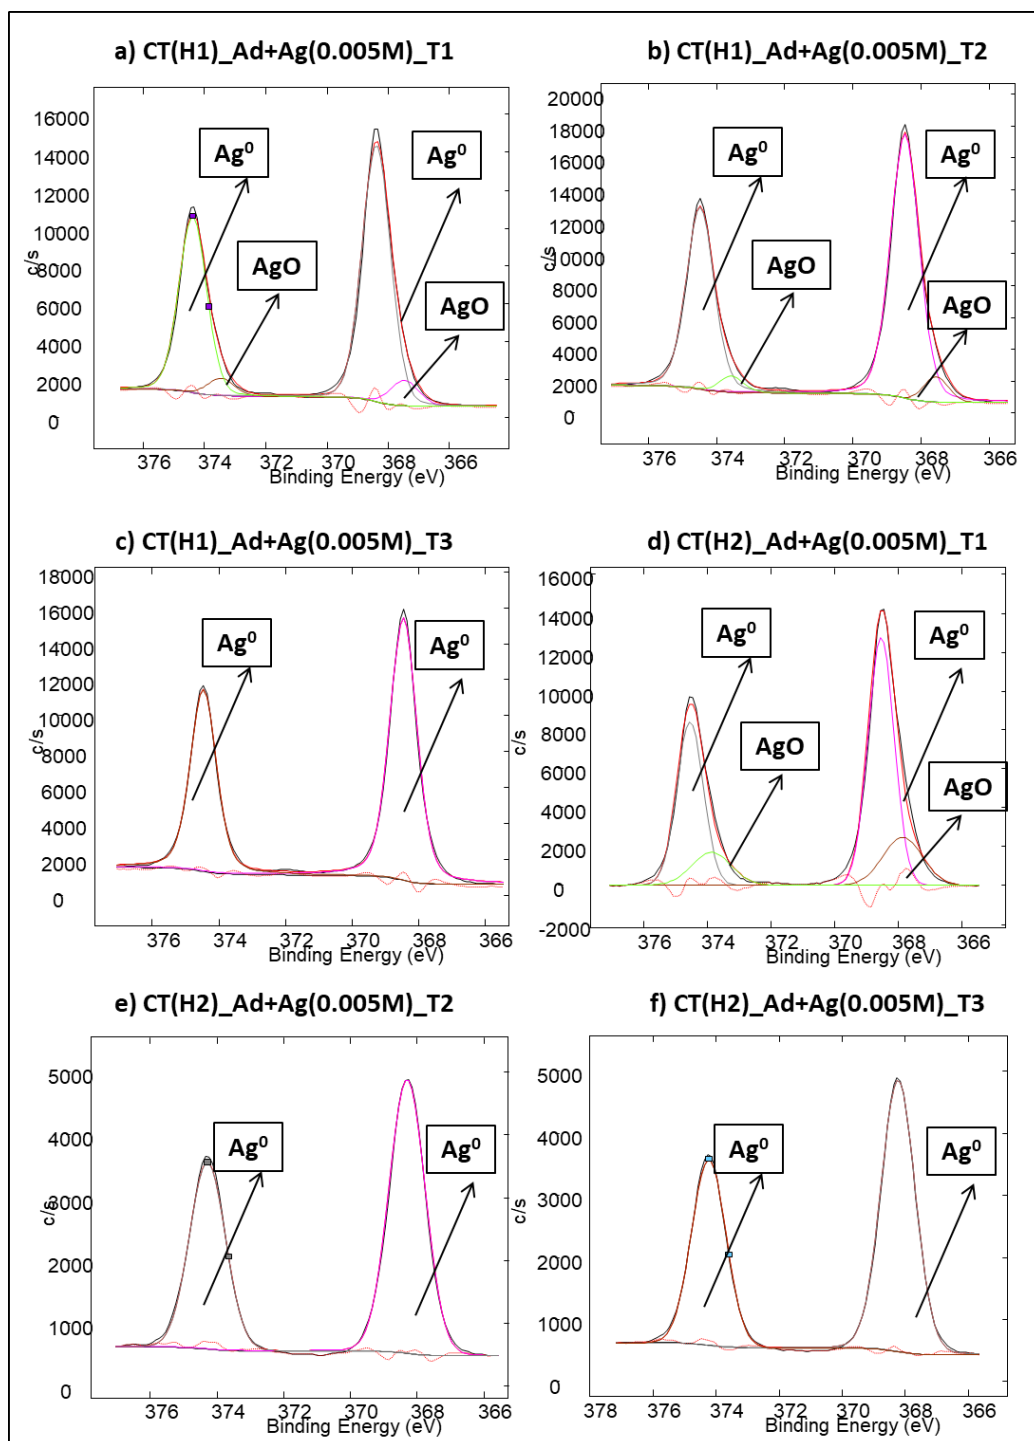 a) CT(H1)_Ad+Ag(0.005M)_T1
16000
14000
12000
10000
8000
6000
4000
2000
0
c/s
Ag⁰
AgO
Ag⁰
AgO
376 374 372 370 368 366
Binding Energy (eV)
b) CT(H1)_Ad+Ag(0.005M)_T2
20000
18000
16000
14000
12000
10000
8000
6000
4000
2000
0
c/s
Ag⁰
AgO
Ag⁰
AgO
376 374 372 370 368 366
Binding Energy (eV)
c) CT(H1)_Ad+Ag(0.005M)_T3
18000
16000
14000
12000
10000
8000
6000
4000
2000
0
c/s
Ag⁰
Ag⁰
376 374 372 370 368 366
Binding Energy (eV)
d) CT(H2)_Ad+Ag(0.005M)_T1
16000
14000
12000
10000
8000
6000
4000
2000
0
-2000
c/s
Ag⁰
AgO
Ag⁰
AgO
376 374 372 370 368 366
Binding Energy (eV)
e) CT(H2)_Ad+Ag(0.005M)_T2
5000
4000
3000
2000
1000
0
c/s
Ag⁰
Ag⁰
376 374 372 370 368 366
Binding Energy (eV)
f) CT(H2)_Ad+Ag(0.005M)_T3
5000
4000
3000
2000
1000
0
c/s
Ag⁰
Ag⁰
378 376 374 372 370 368 366
Binding Energy (eV)